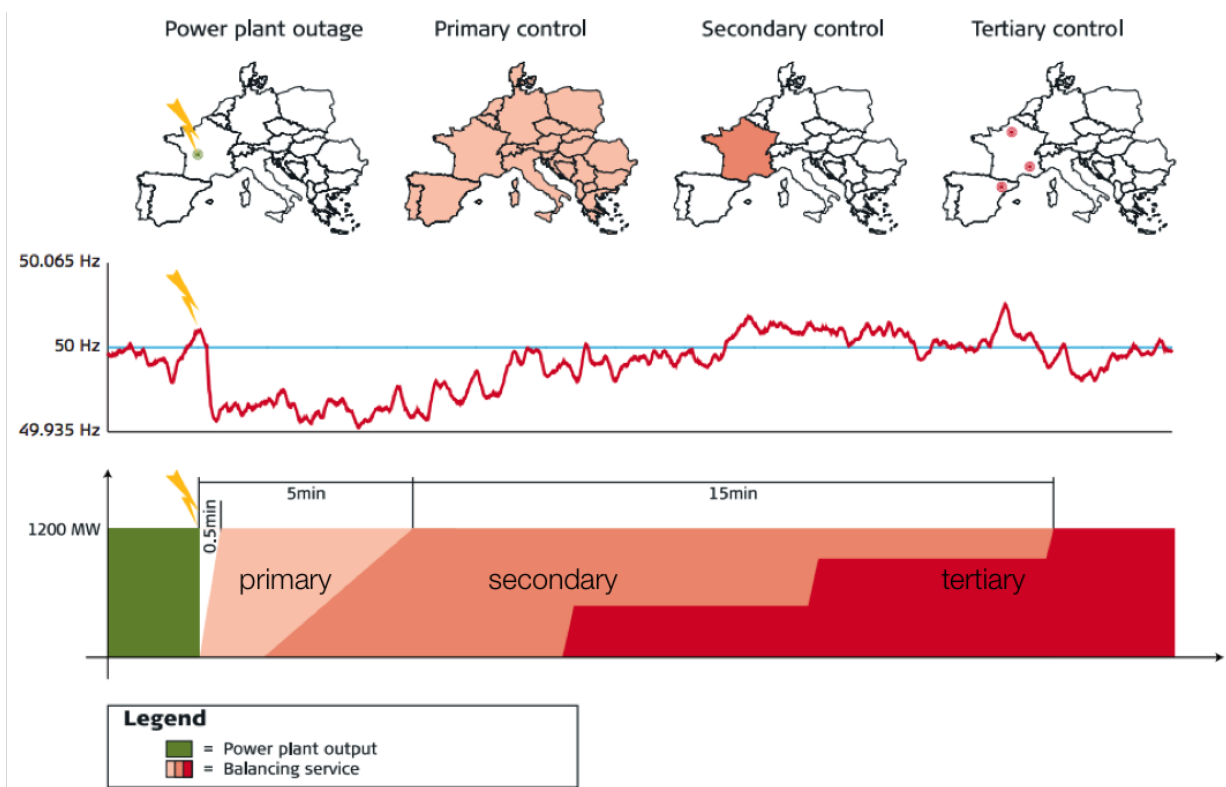 Power plant outage
Primary control
Secondary control
Tertiary control
50.065 Hz
50 Hz
49.935 Hz
5min
15min
0.5min
1200 MW
primary
secondary
tertiary
Legend
= Power plant output
= Balancing service